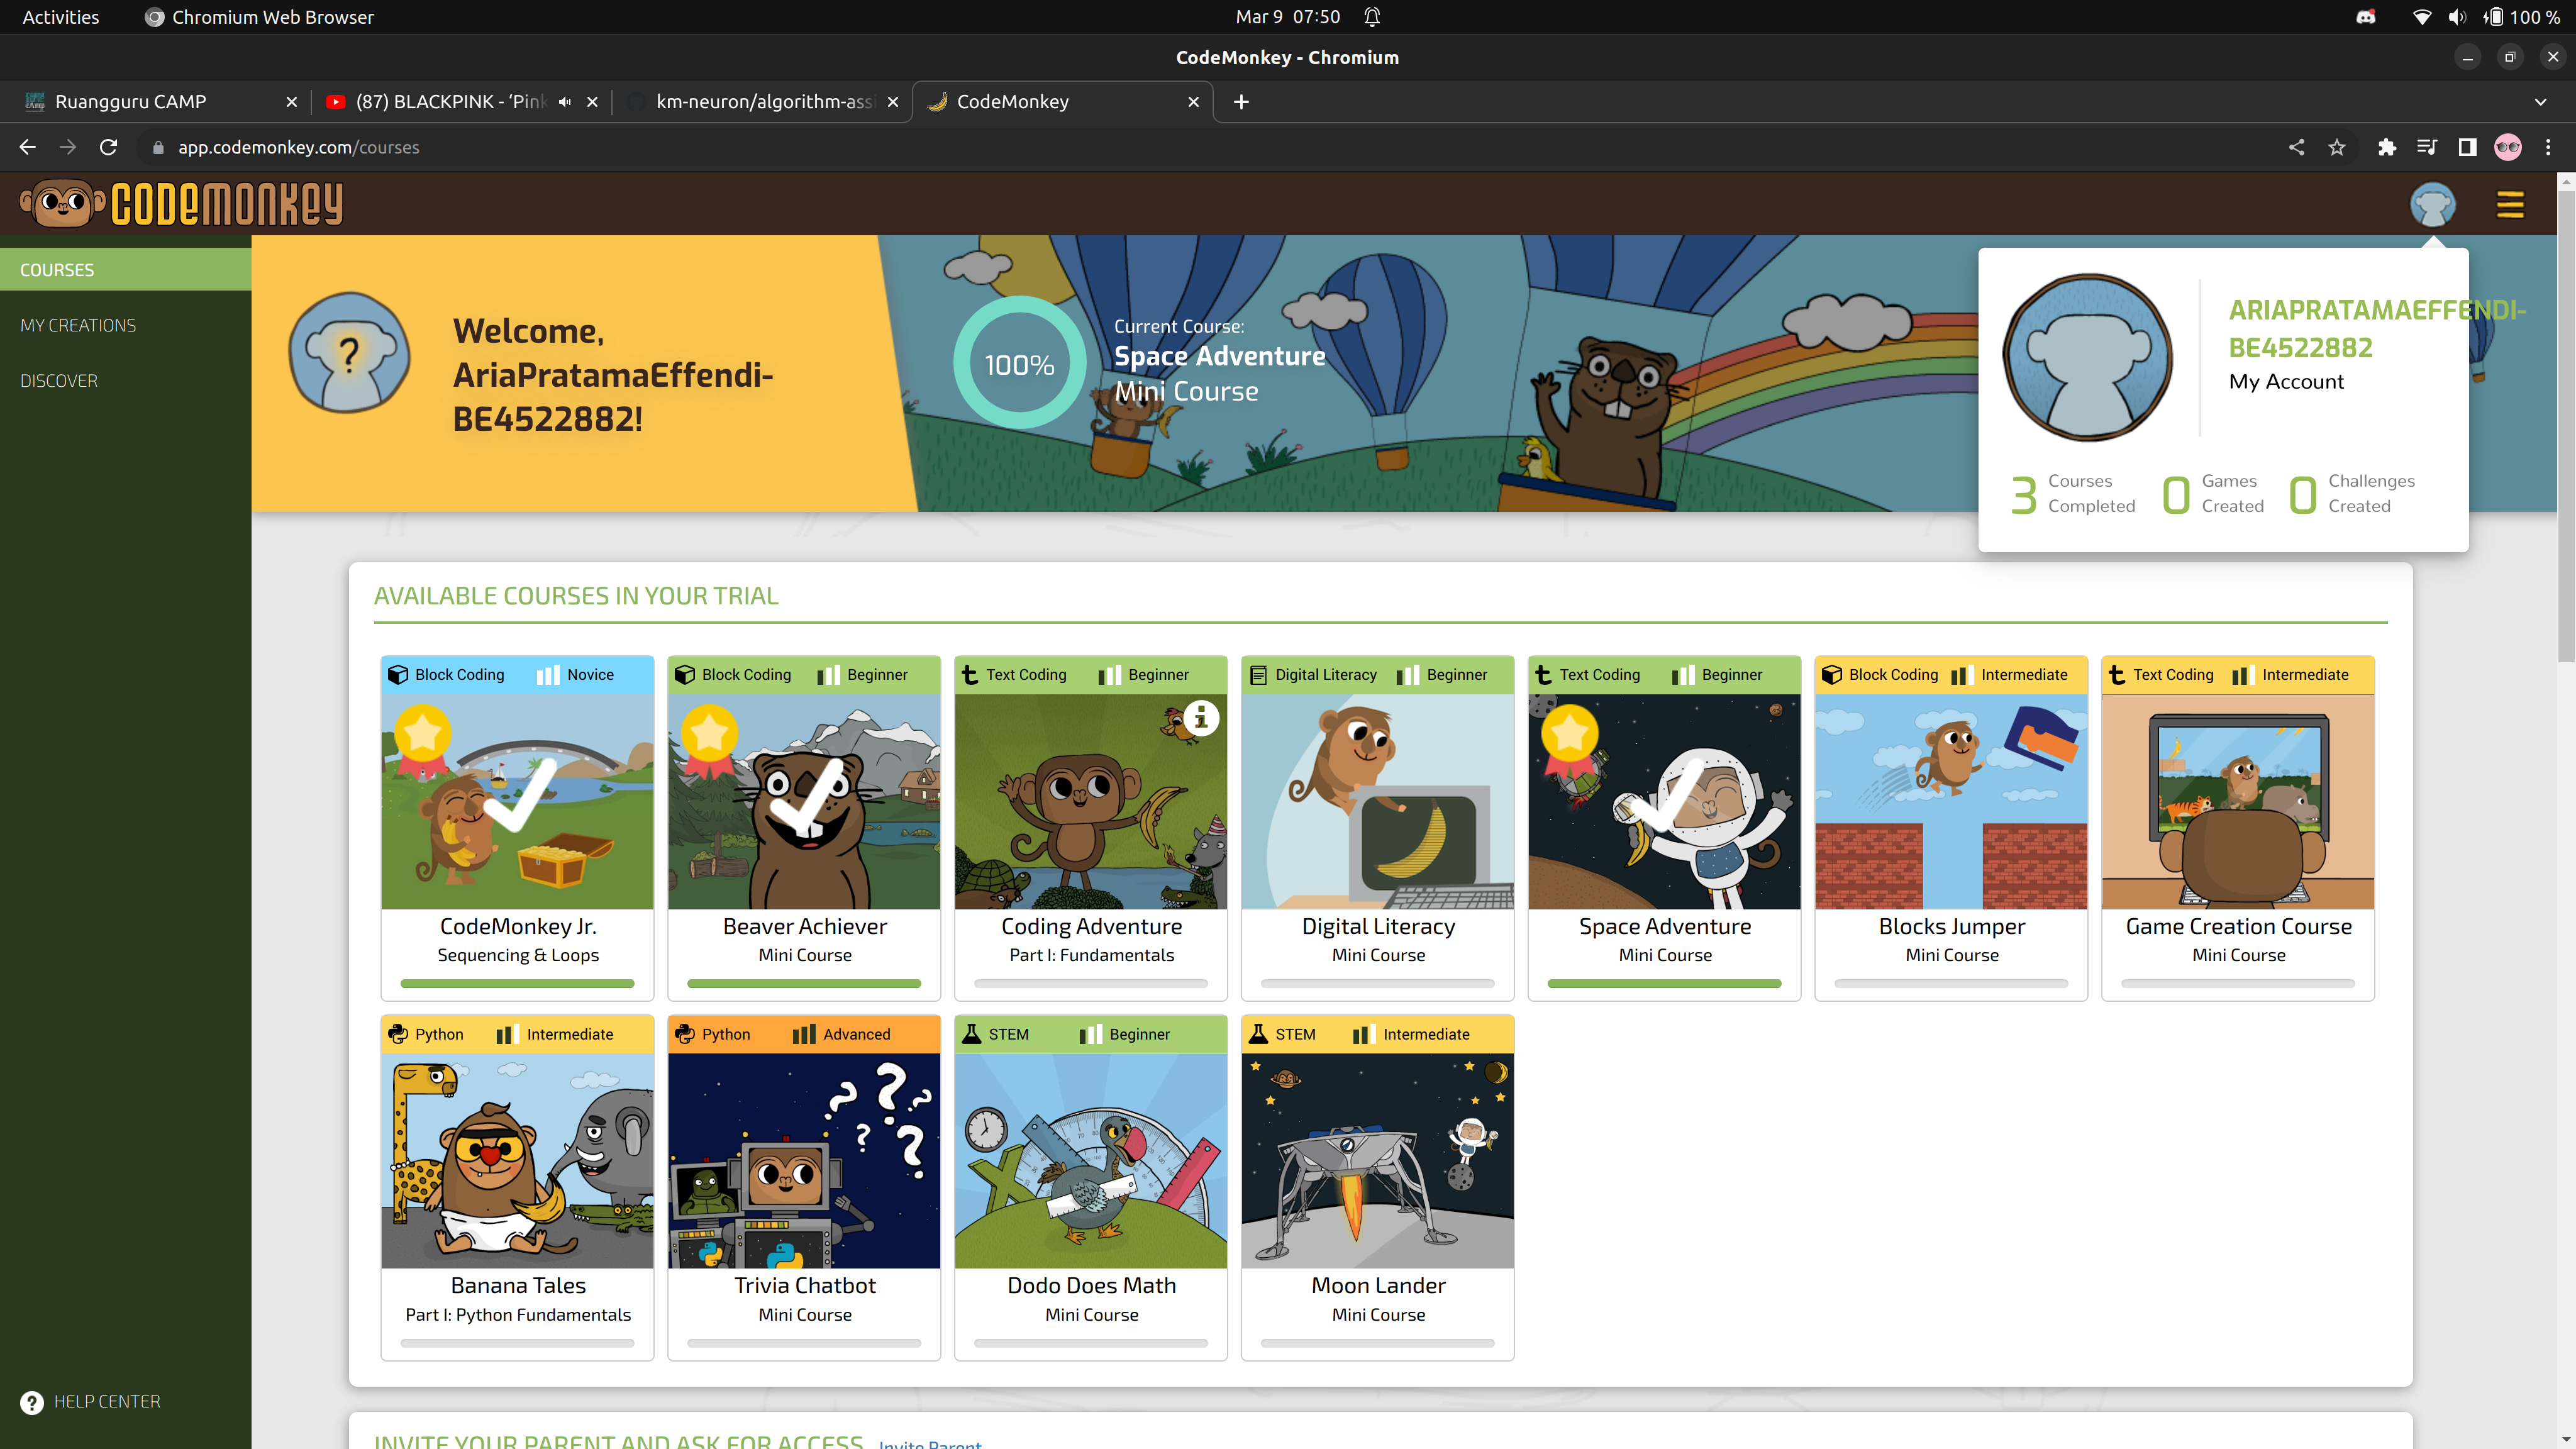 Activities
Chromium Web Browser
Mar 9 07:50
100 %
CodeMonkey - Chromium
Ruangguru CAMP
(87) BLACKPINK - ‘Pink
km-neuron/algorithm-assi
CodeMonkey
app.codemonkey.com/courses
CODEMONKEY
COURSES
MY CREATIONS
DISCOVER
HELP CENTER
?
Welcome,
AriaPratamaEffendi-
BE4522882!
100%
Current Course:
Space Adventure
Mini Course
ARIAPRATAMAEFFENDI-
BE4522882
My Account
3 Courses Completed
0 Games Created
0 Challenges Created
AVAILABLE COURSES IN YOUR TRIAL
Block Coding Novice
CodeMonkey Jr.
Sequencing & Loops
Block Coding Beginner
Beaver Achiever
Mini Course
Text Coding Beginner
Coding Adventure
Part I: Fundamentals
Digital Literacy Beginner
Digital Literacy
Mini Course
Text Coding Beginner
Space Adventure
Mini Course
Block Coding Intermediate
Blocks Jumper
Mini Course
Text Coding Intermediate
Game Creation Course
Mini Course
Python Intermediate
Banana Tales
Part I: Python Fundamentals
Python Advanced
Trivia Chatbot
Mini Course
STEM Beginner
Dodo Does Math
Mini Course
STEM Intermediate
Moon Lander
Mini Course
INVITE YOUR PARENT AND ASK FOR ACCESS Invite Parent